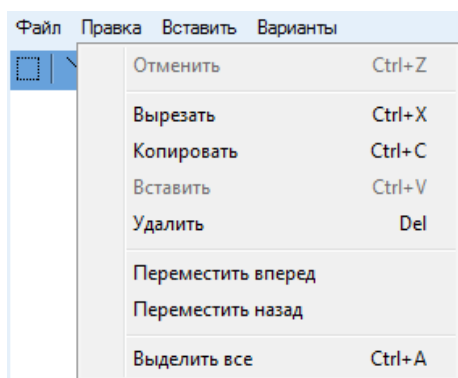 Файл Правка Вставить Варианты
Отменить Ctrl+Z
Вырезать Ctrl+X
Копировать Ctrl+C
Вставить Ctrl+V
Удалить Del
Переместить вперед
Переместить назад
Выделить все Ctrl+A